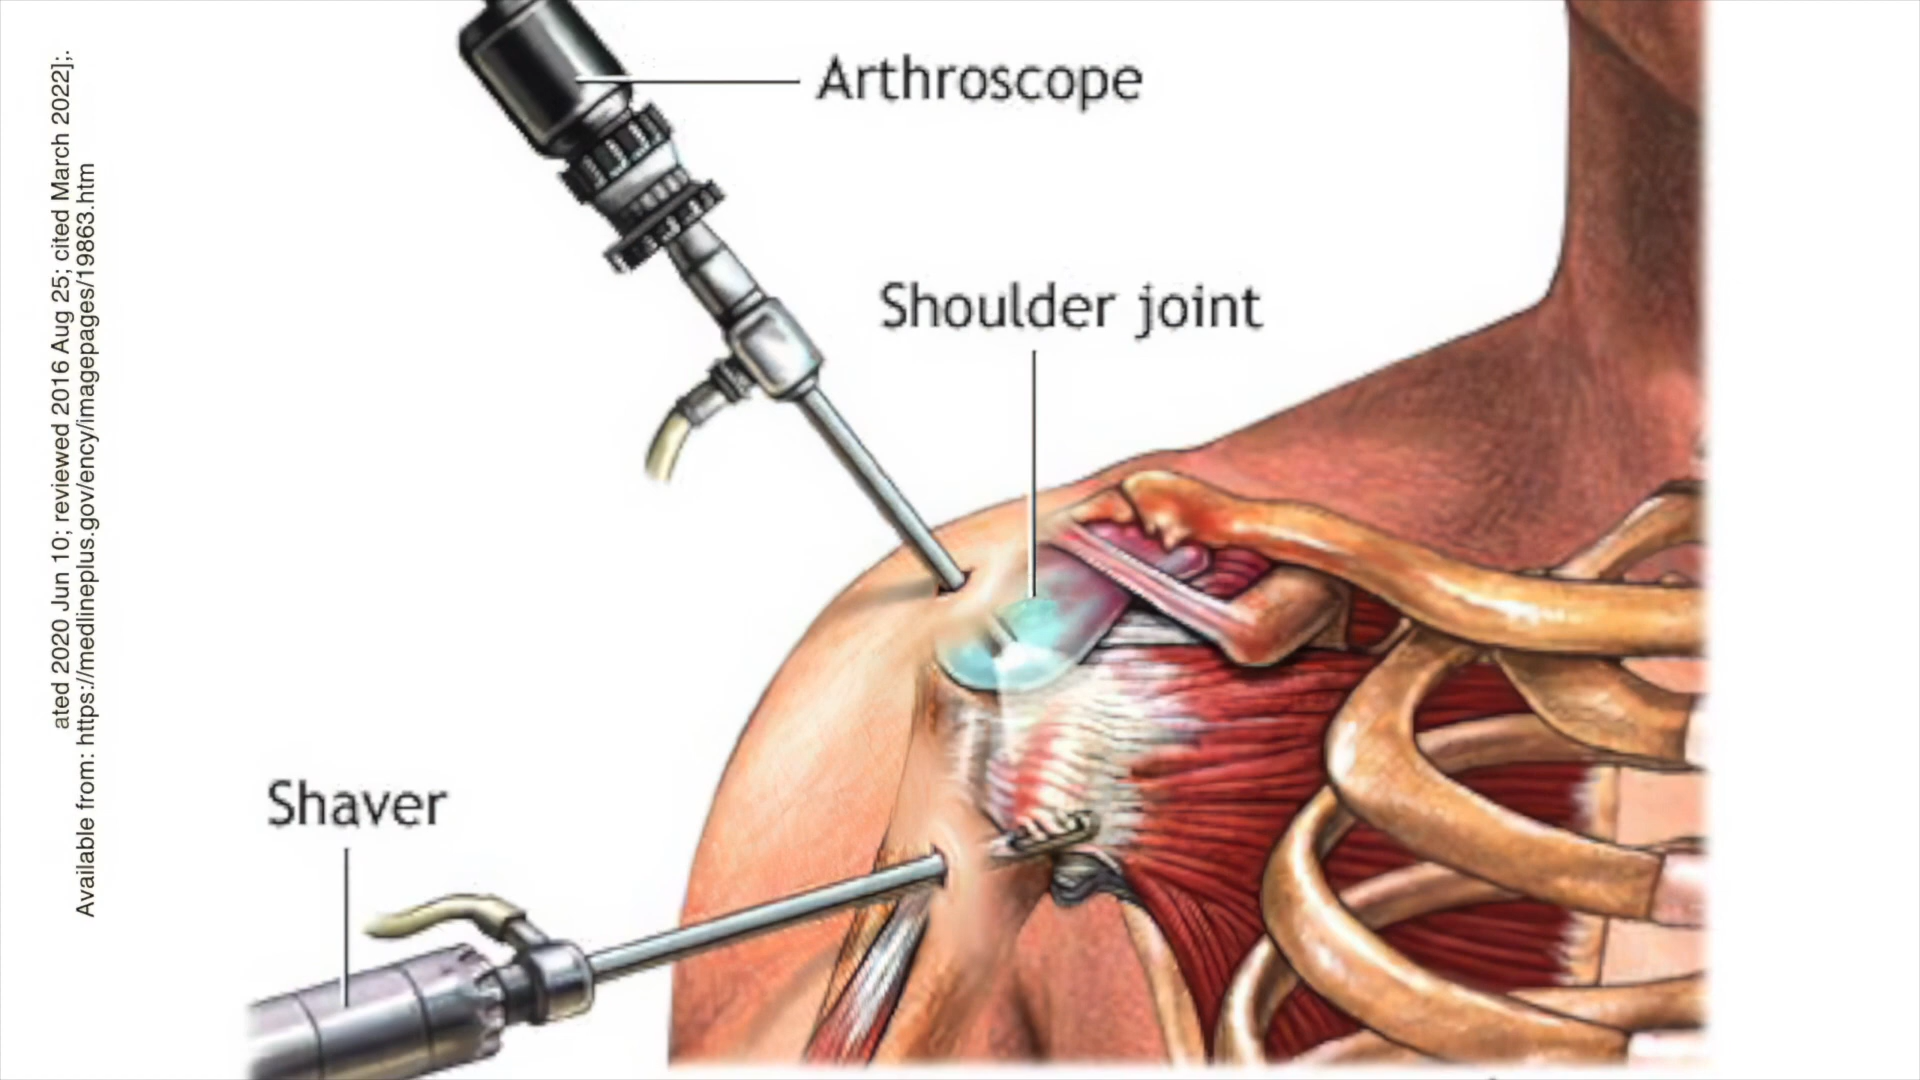 Arthroscope
Shoulder joint
Shaver
ated 2020 Jun 10; reviewed 2016 Aug 25; cited March 2022];.
Available from: https://medlineplus.gov/ency/imagepages/19863.htm